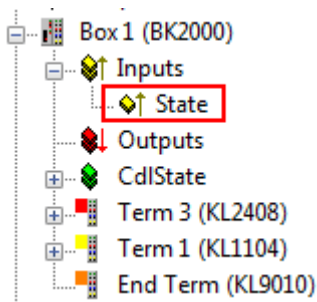 Box 1 (BK2000)
Inputs
State
Outputs
CdlState
Term 3 (KL2408)
Term 1 (KL1104)
End Term (KL9010)